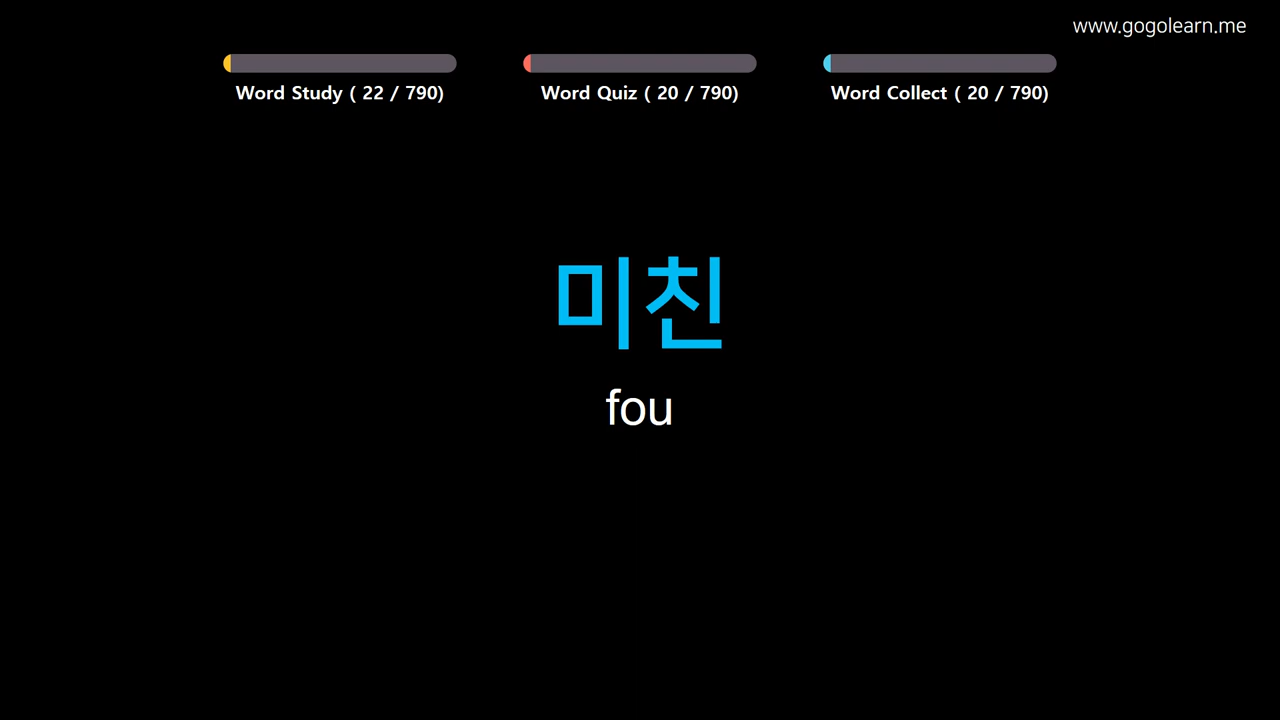 www.gogolearn.me
Word Study ( 22 / 790)
Word Quiz ( 20 / 790)
Word Collect ( 20 / 790)
미친
fou